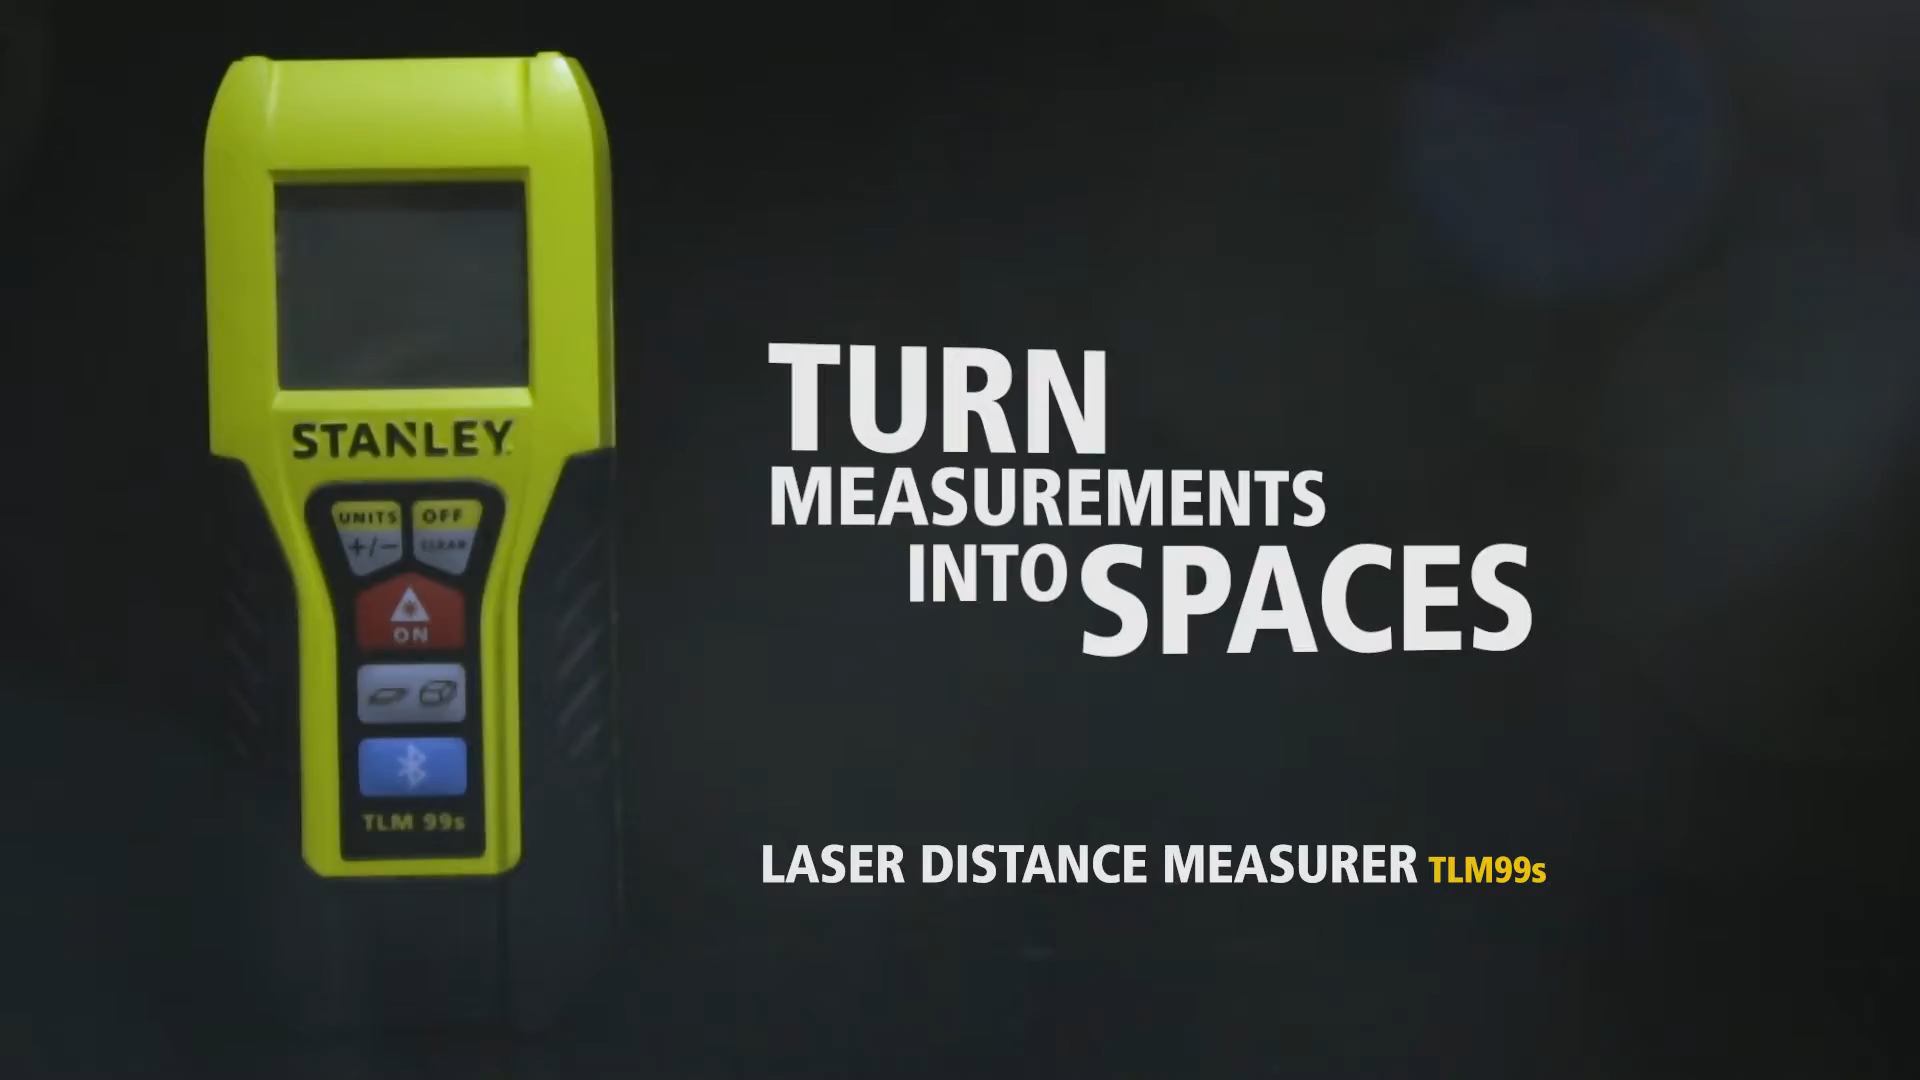 STANLEY
UNITS OFF
+/- CLEAR
ON
TLM 99s
TURN
MEASUREMENTS
INTO SPACES
LASER DISTANCE MEASURER TLM99s